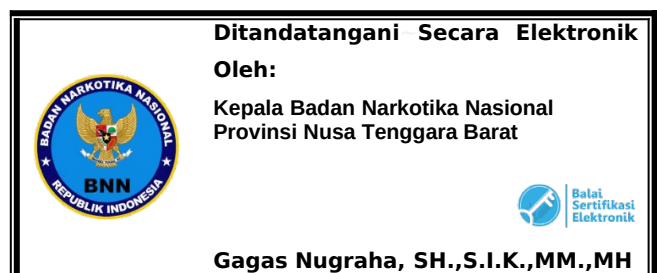 Ditandatangani Secara Elektronik
Oleh:
Kepala Badan Narkotika Nasional
Provinsi Nusa Tenggara Barat
BADAN NARKOTIKA NASIONAL
BNN
REPUBLIK INDONESIA
Balai
Sertifikasi
Elektronik
Gagas Nugraha, SH.,S.I.K.,MM.,MH